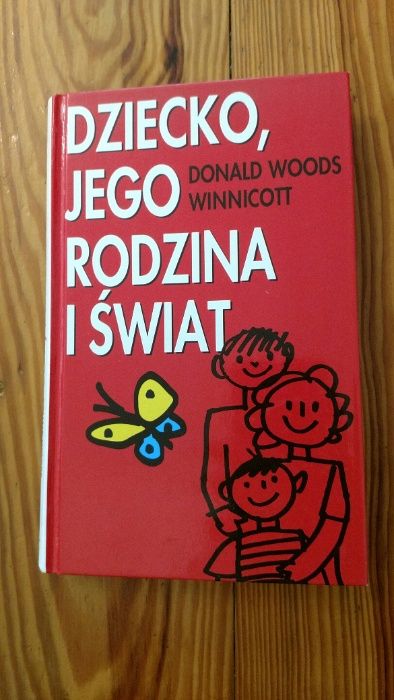 DZIECKO,
JEGO
DONALD WOODS
WINNICOTT
RODZINA
I ŚWIAT